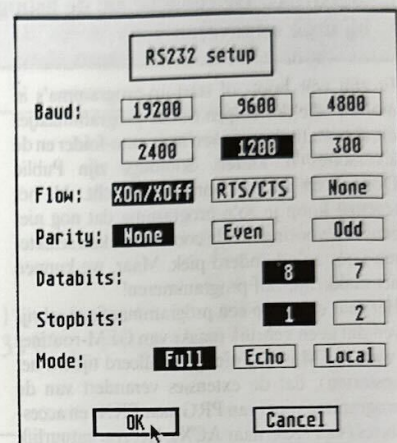 RS232 setup
Baud: 19200 9600 4800
2400 1200 300
Flow: XOn/XOff RTS/CTS None
Parity: None Even Odd
Databits: 8 7
Stopbits: 1 2
Mode: Full Echo Local
OK Cancel